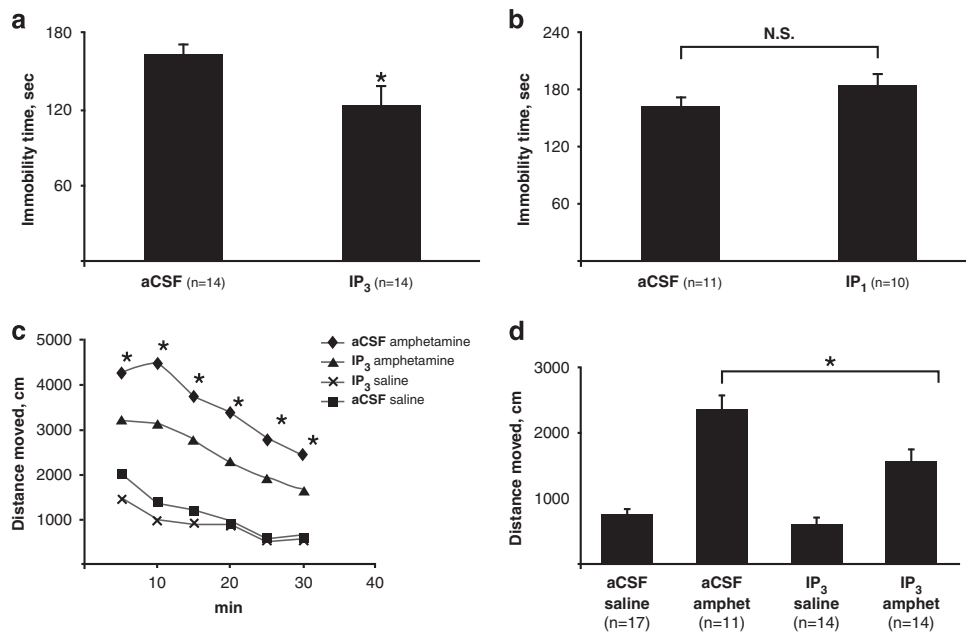 a
180
120
60
Immobility time, sec
*
aCSF (n=14)
IP3 (n=14)
b
240
180
120
60
Immobility time, sec
N.S.
aCSF (n=11)
IP1 (n=10)
c
5000
4000
3000
2000
1000
Distance moved, cm
* * * * * *
aCSF amphetamine
IP3 amphetamine
IP3 saline
aCSF saline
10 20 30 40
min
d
3000
2000
1000
Distance moved, cm
*
aCSF saline (n=17)
aCSF amphet (n=11)
IP3 saline (n=14)
IP3 amphet (n=14)